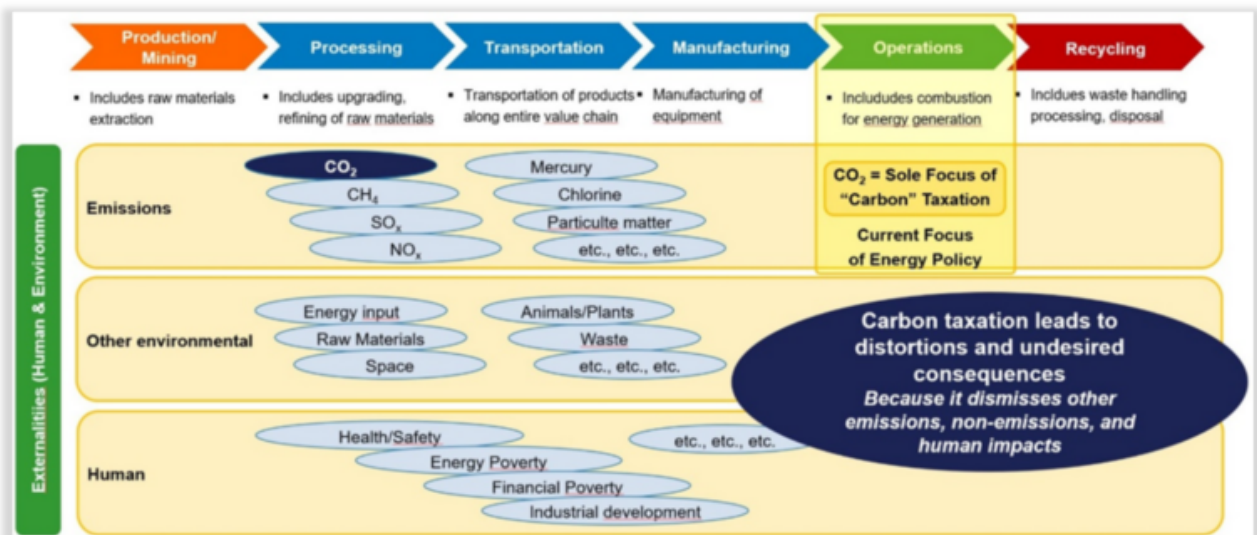 Production/
Mining
Processing
Transportation
Manufacturing
Operations
Recycling
▪ Includes raw materials
extraction
▪ Includes upgrading,
refining of raw materials
▪ Transportation of products
along entire value chain
▪ Manufacturing of
equipment
▪ Includudes combustion
for energy generation
▪ Incldues waste handling
processing, disposal
Externalitiies (Human & Environment)
Emissions
CO₂
CH₄
SOₓ
NOₓ
Mercury
Chlorine
Particulte matter
etc., etc., etc.
CO₂ = Sole Focus of
“Carbon” Taxation
Current Focus
of Energy Policy
Other environmental
Energy input
Raw Materials
Space
Animals/Plants
Waste
etc., etc., etc.
Carbon taxation leads to
distortions and undesired
consequences
Because it dismisses other
emissions, non-emissions, and
human impacts
Human
Health/Safety
Energy Poverty
Financial Poverty
Industrial development
etc., etc., etc.